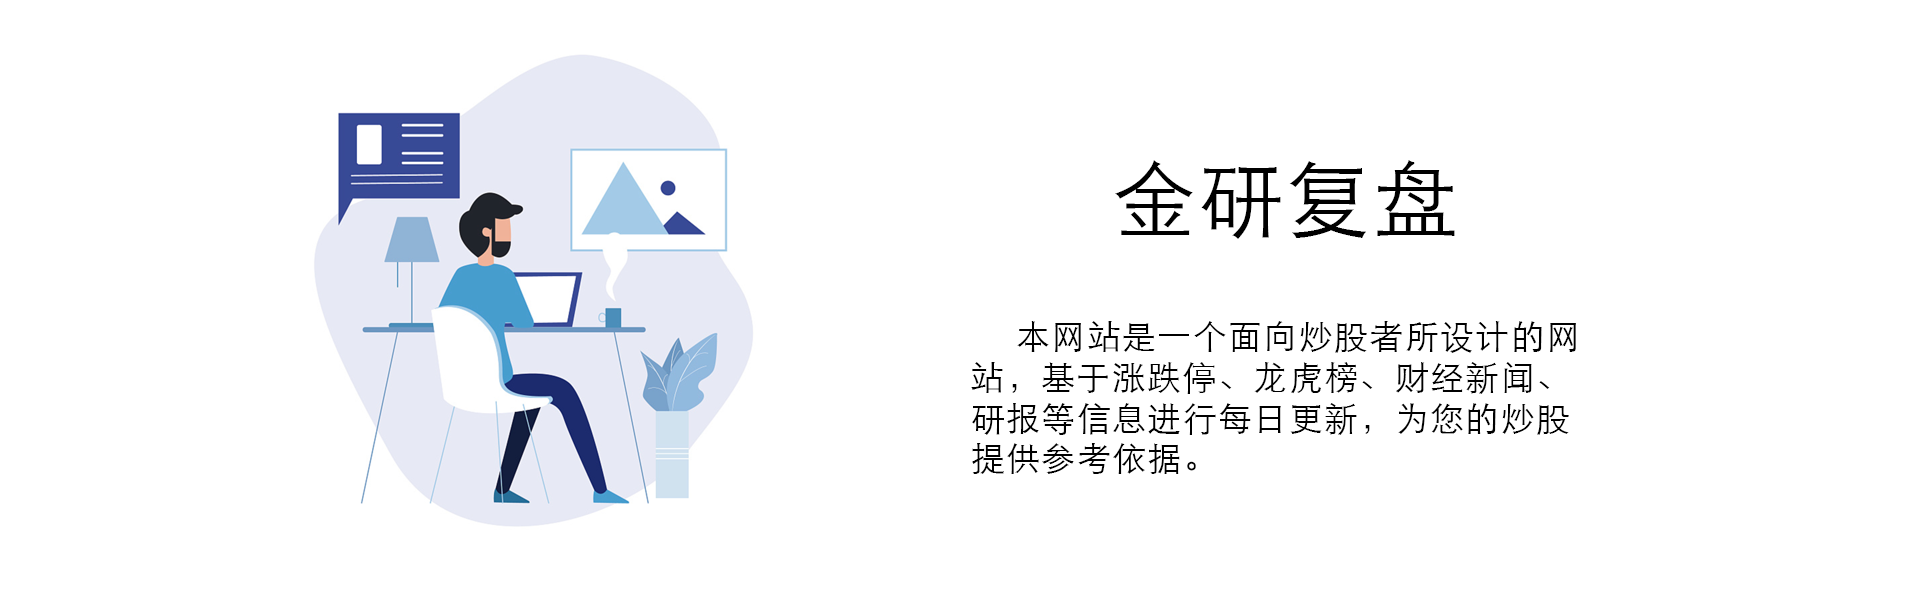 金研复盘
本网站是一个面向炒股者所设计的网
站，基于涨跌停、龙虎榜、财经新闻、
研报等信息进行每日更新，为您的炒股
提供参考依据。